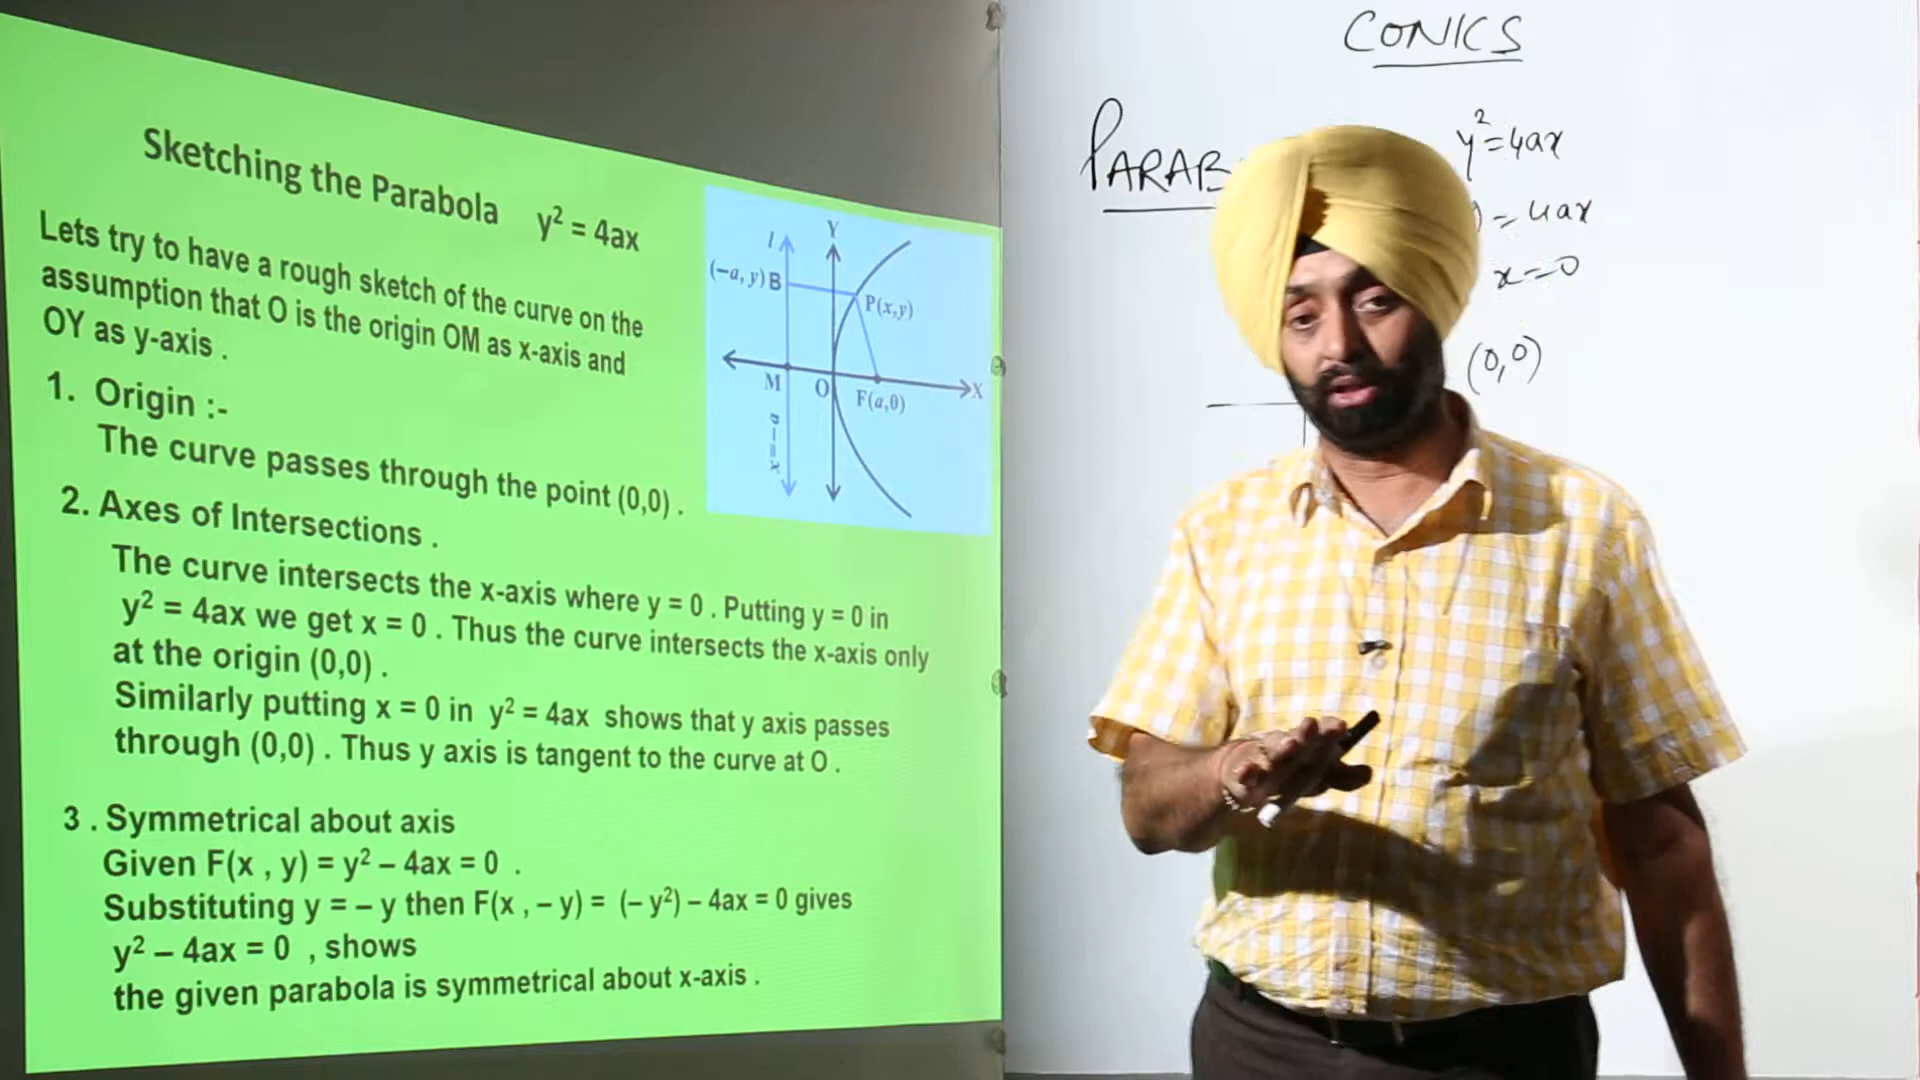 Sketching the Parabola y² = 4ax
Lets try to have a rough sketch of the curve on the
assumption that O is the origin OM as x-axis and
OY as y-axis .
1. Origin :-
The curve passes through the point (0,0) .
2. Axes of Intersections .
The curve intersects the x-axis where y = 0 . Putting y = 0 in
y² = 4ax we get x = 0 . Thus the curve intersects the x-axis only
at the origin (0,0) .
Similarly putting x = 0 in y² = 4ax shows that y axis passes
through (0,0) . Thus y axis is tangent to the curve at O .
3 . Symmetrical about axis
Given F(x , y) = y² – 4ax = 0 .
Substituting y = – y then F(x , – y) = (– y²) – 4ax = 0 gives
y² – 4ax = 0 , shows
the given parabola is symmetrical about x-axis .
l
Y
(–a, y) B
P(x,y)
M
O
F(a,0)
X
x = – a
CONICS
PARAB
y² = 4ax
= 4ax
x = 0
(0,0)